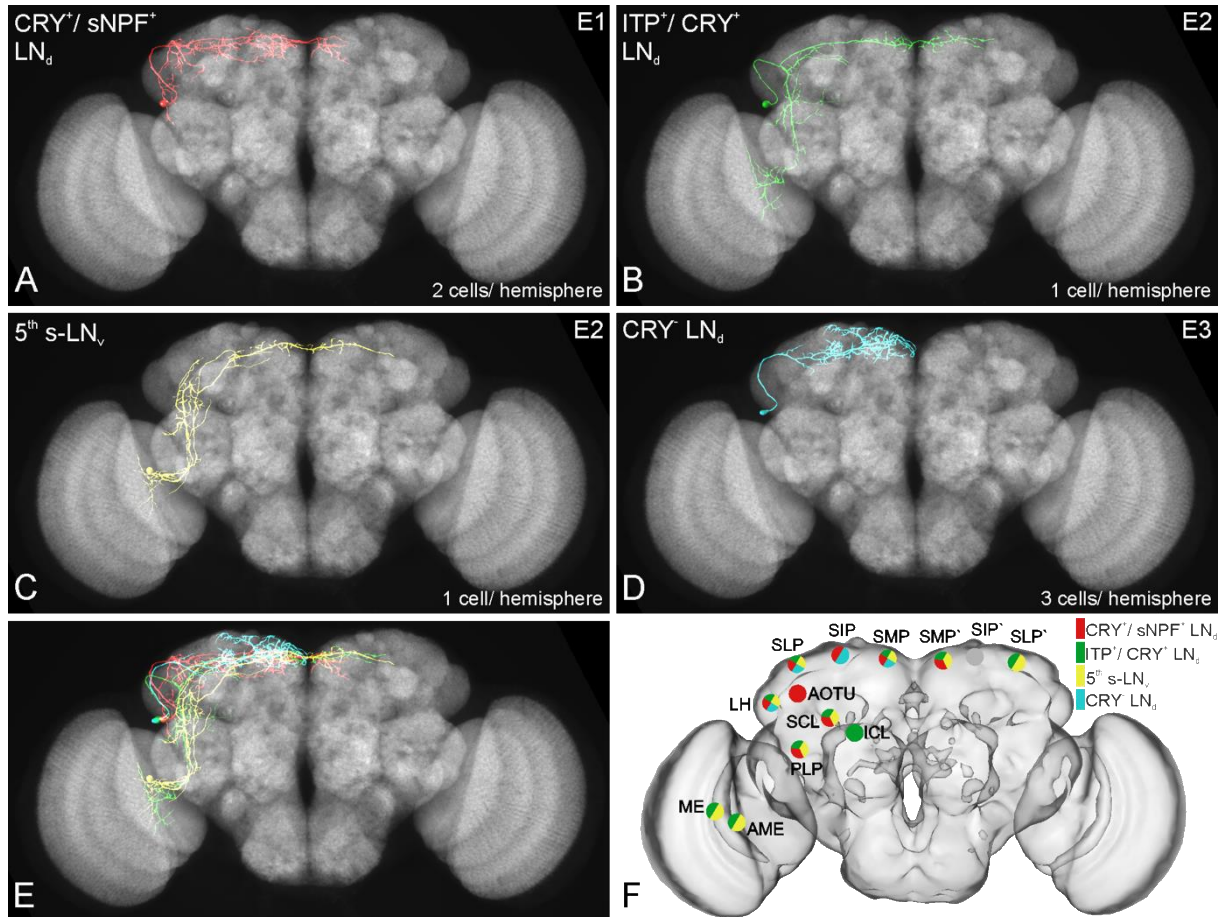 CRY⁺/ sNPF⁺
LN_d
E1
A
2 cells/ hemisphere
ITP⁺/ CRY⁺
LN_d
E2
B
1 cell/ hemisphere
5ᵗʰ s-LNᵥ
E2
C
1 cell/ hemisphere
CRY⁻ LN_d
E3
D
3 cells/ hemisphere
E
SLP
SIP
SMP
SMP`
SIP`
SLP`
CRY⁺/ sNPF⁺ LN_d
ITP⁺/ CRY⁺ LN_d
5ᵗʰ s-LNᵥ
CRY⁻ LN_d
LH
AOTU
SCL
ICL
PLP
ME
AME
F